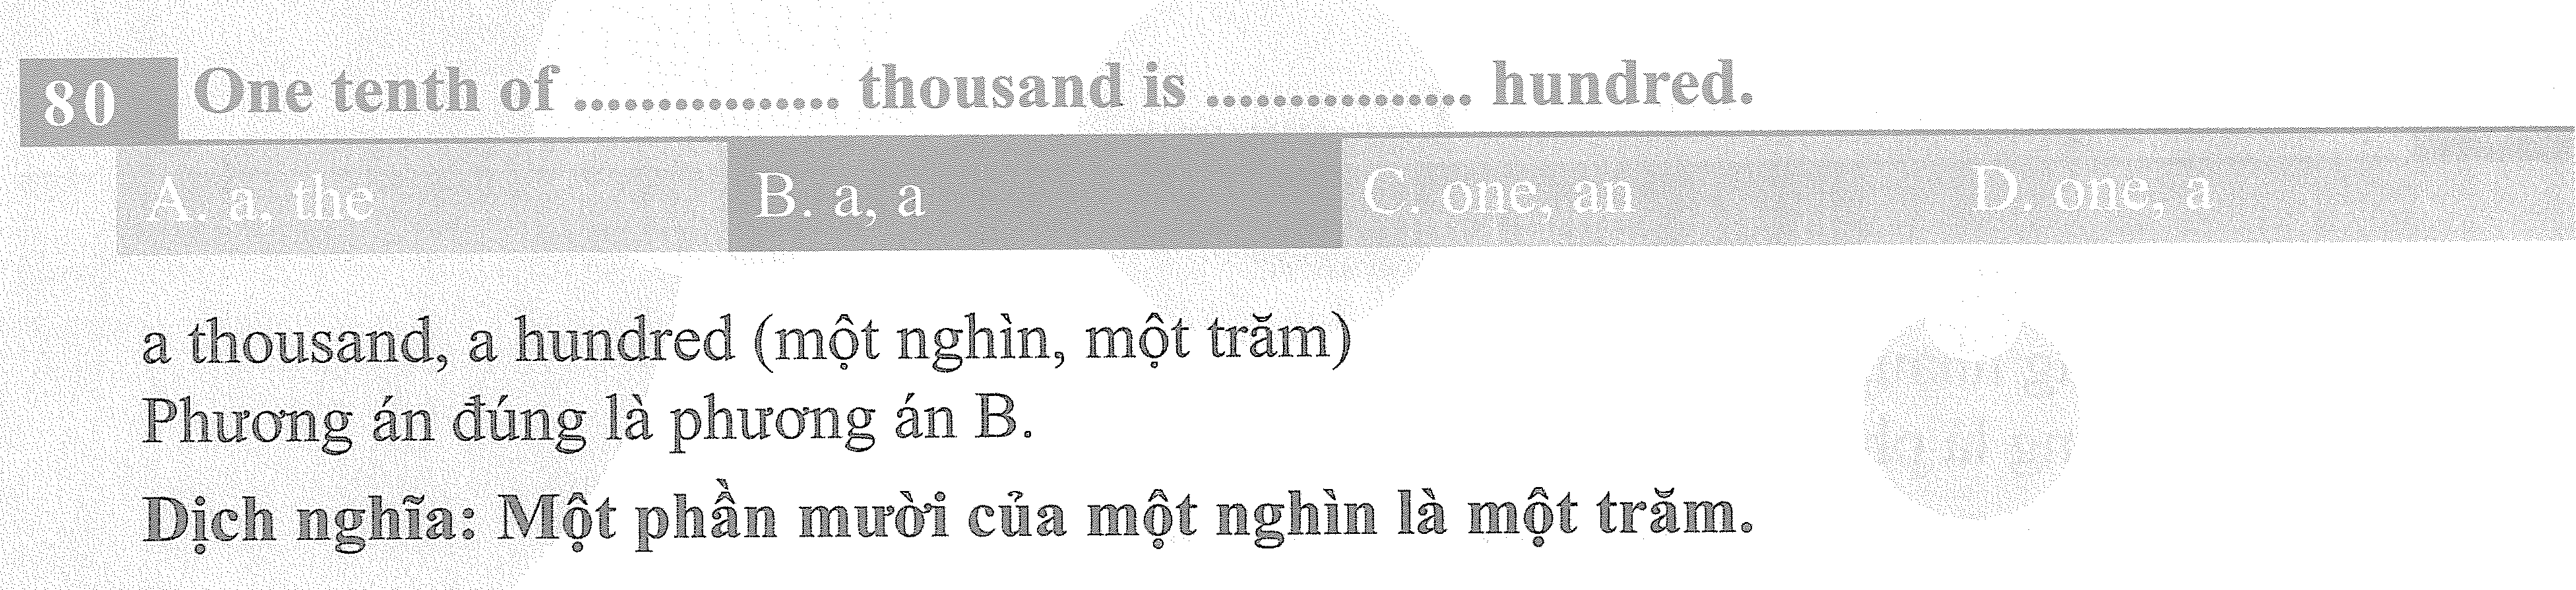 80 One tenth of ............... thousand is ............... hundred.
A. a, the B. a, a C. one, an D. one, a
a thousand, a hundred (một nghìn, một trăm)
Phương án đúng là phương án B.
Dịch nghĩa: Một phần mười của một nghìn là một trăm.